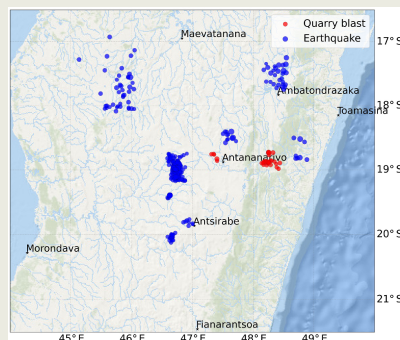 Quarry blast
Earthquake
Maevatanana
17°S
Ambatondrazaka
18°S
Toamasina
Antananarivo
19°S
Antsirabe
20°S
Morondava
21°S
Fianarantsoa
45°E
46°E
47°E
48°E
49°E